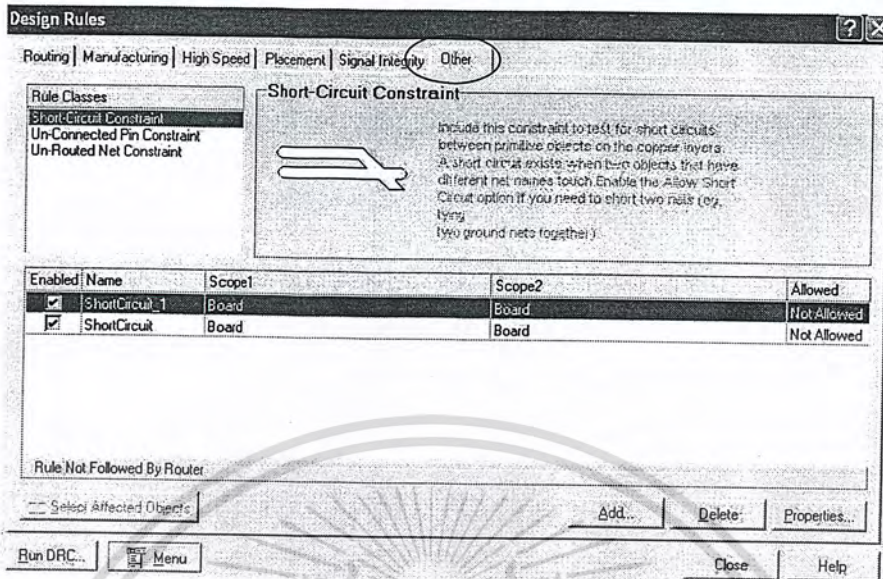 Design Rules
Routing Manufacturing High Speed Placement Signal Integrity Other
Rule Classes
Short-Circuit Constraint
Un-Connected Pin Constraint
Un-Routed Net Constraint
Short-Circuit Constraint
Include this constraint to test for short circuits
between primitive objects on the copper layers.
A short circuit exists when two objects that have
different net names touch.Enable the Allow Short
Circuit option if you need to short two nets (eg,
tying
two ground nets together).
Enabled Name Scope1 Scope2 Allowed
ShortCircuit_1 Board Board Not Allowed
ShortCircuit Board Board Not Allowed
Rule Not Followed By Router
Select Affected Objects
Add... Delete Properties...
Run DRC... Menu Close Help